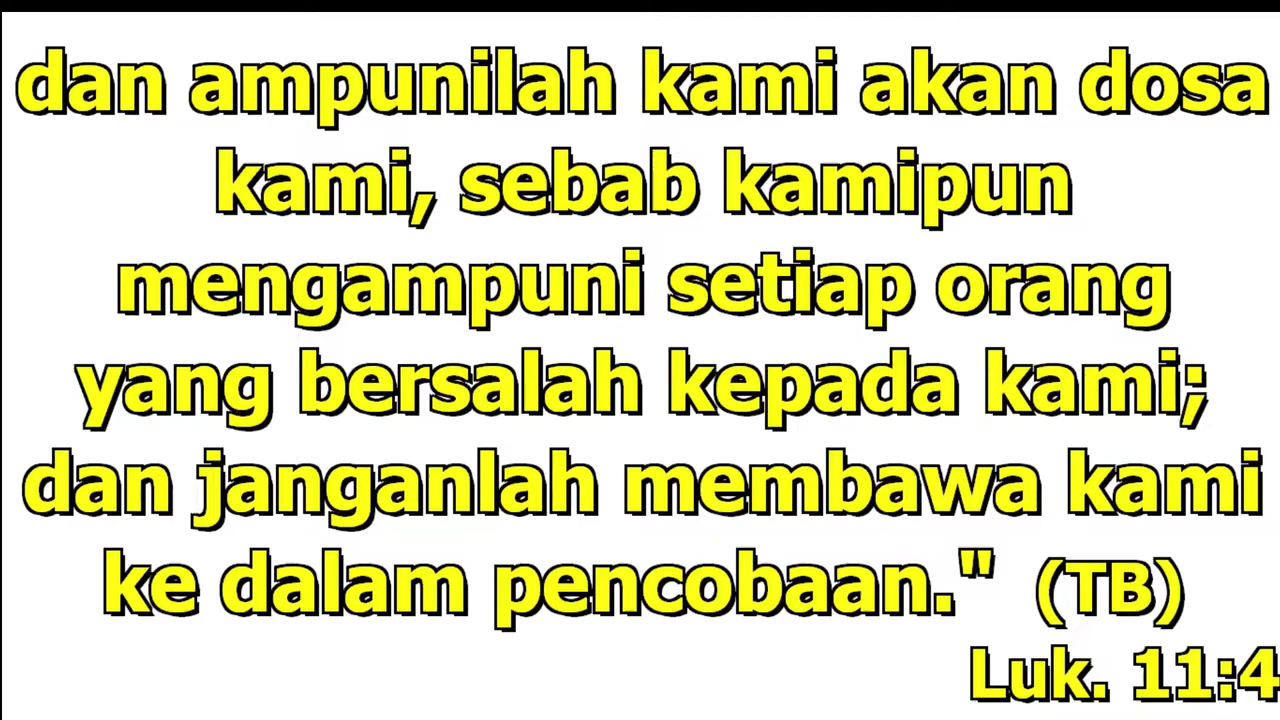 dan ampunilah kami akan dosa
kami, sebab kamipun
mengampuni setiap orang
yang bersalah kepada kami;
dan janganlah membawa kami
ke dalam pencobaan." (TB)
Luk. 11:4